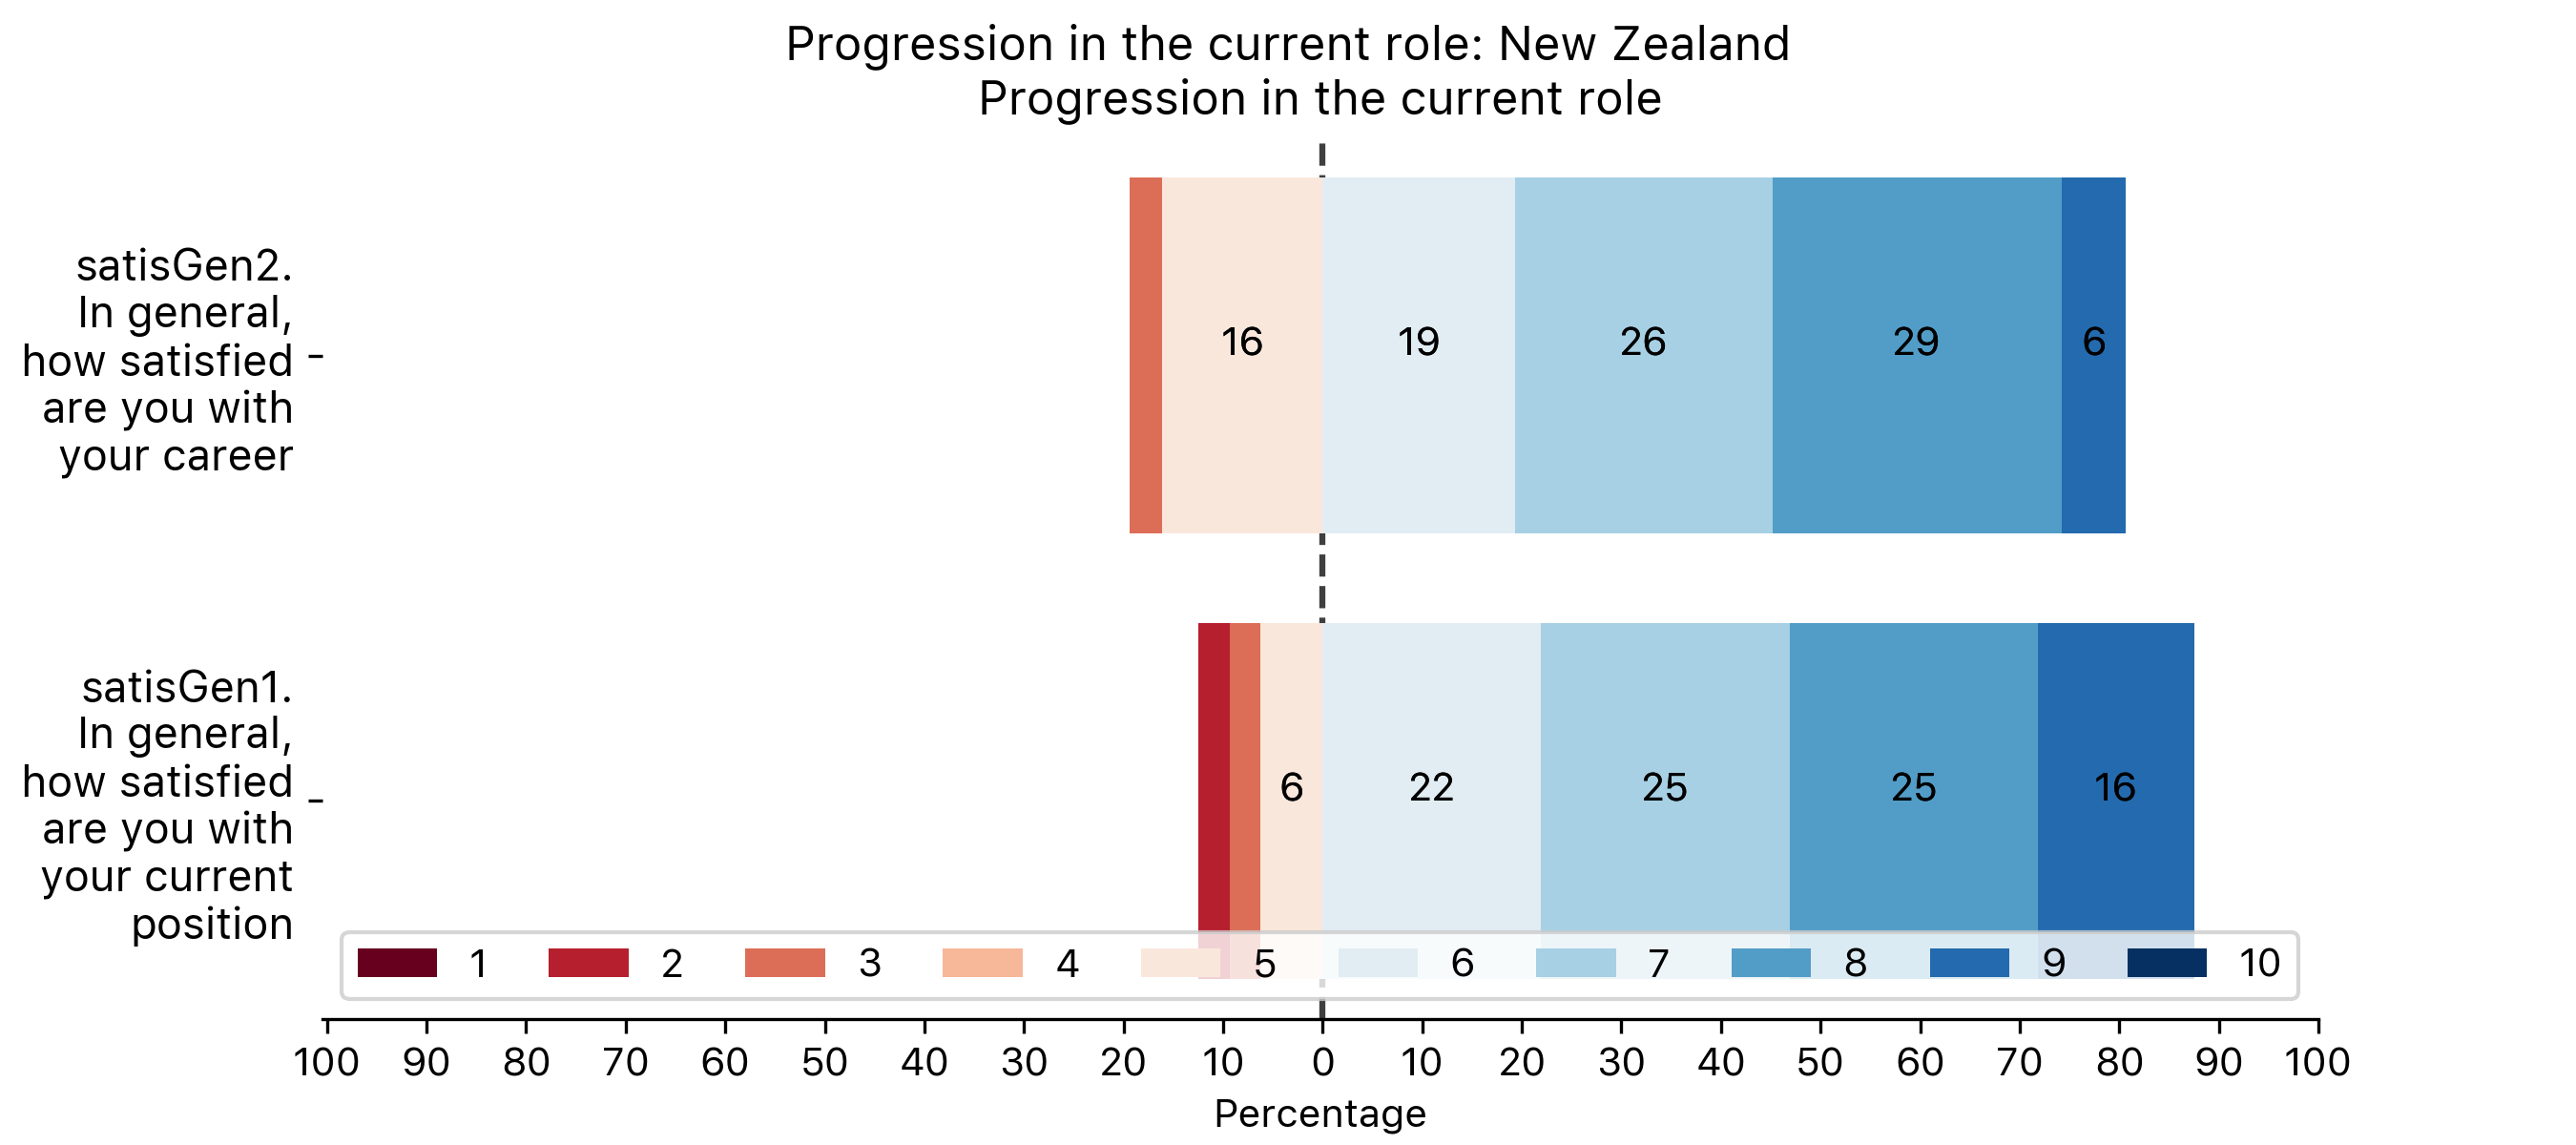 Progression in the current role: New Zealand
Progression in the current role
satisGen2.
In general,
how satisfied
are you with
your career
16 19 26 29 6
satisGen1.
In general,
how satisfied
are you with
your current
position
6 22 25 25 16
1 2 3 4 5 6 7 8 9 10
100 90 80 70 60 50 40 30 20 10 0 10 20 30 40 50 60 70 80 90 100
Percentage